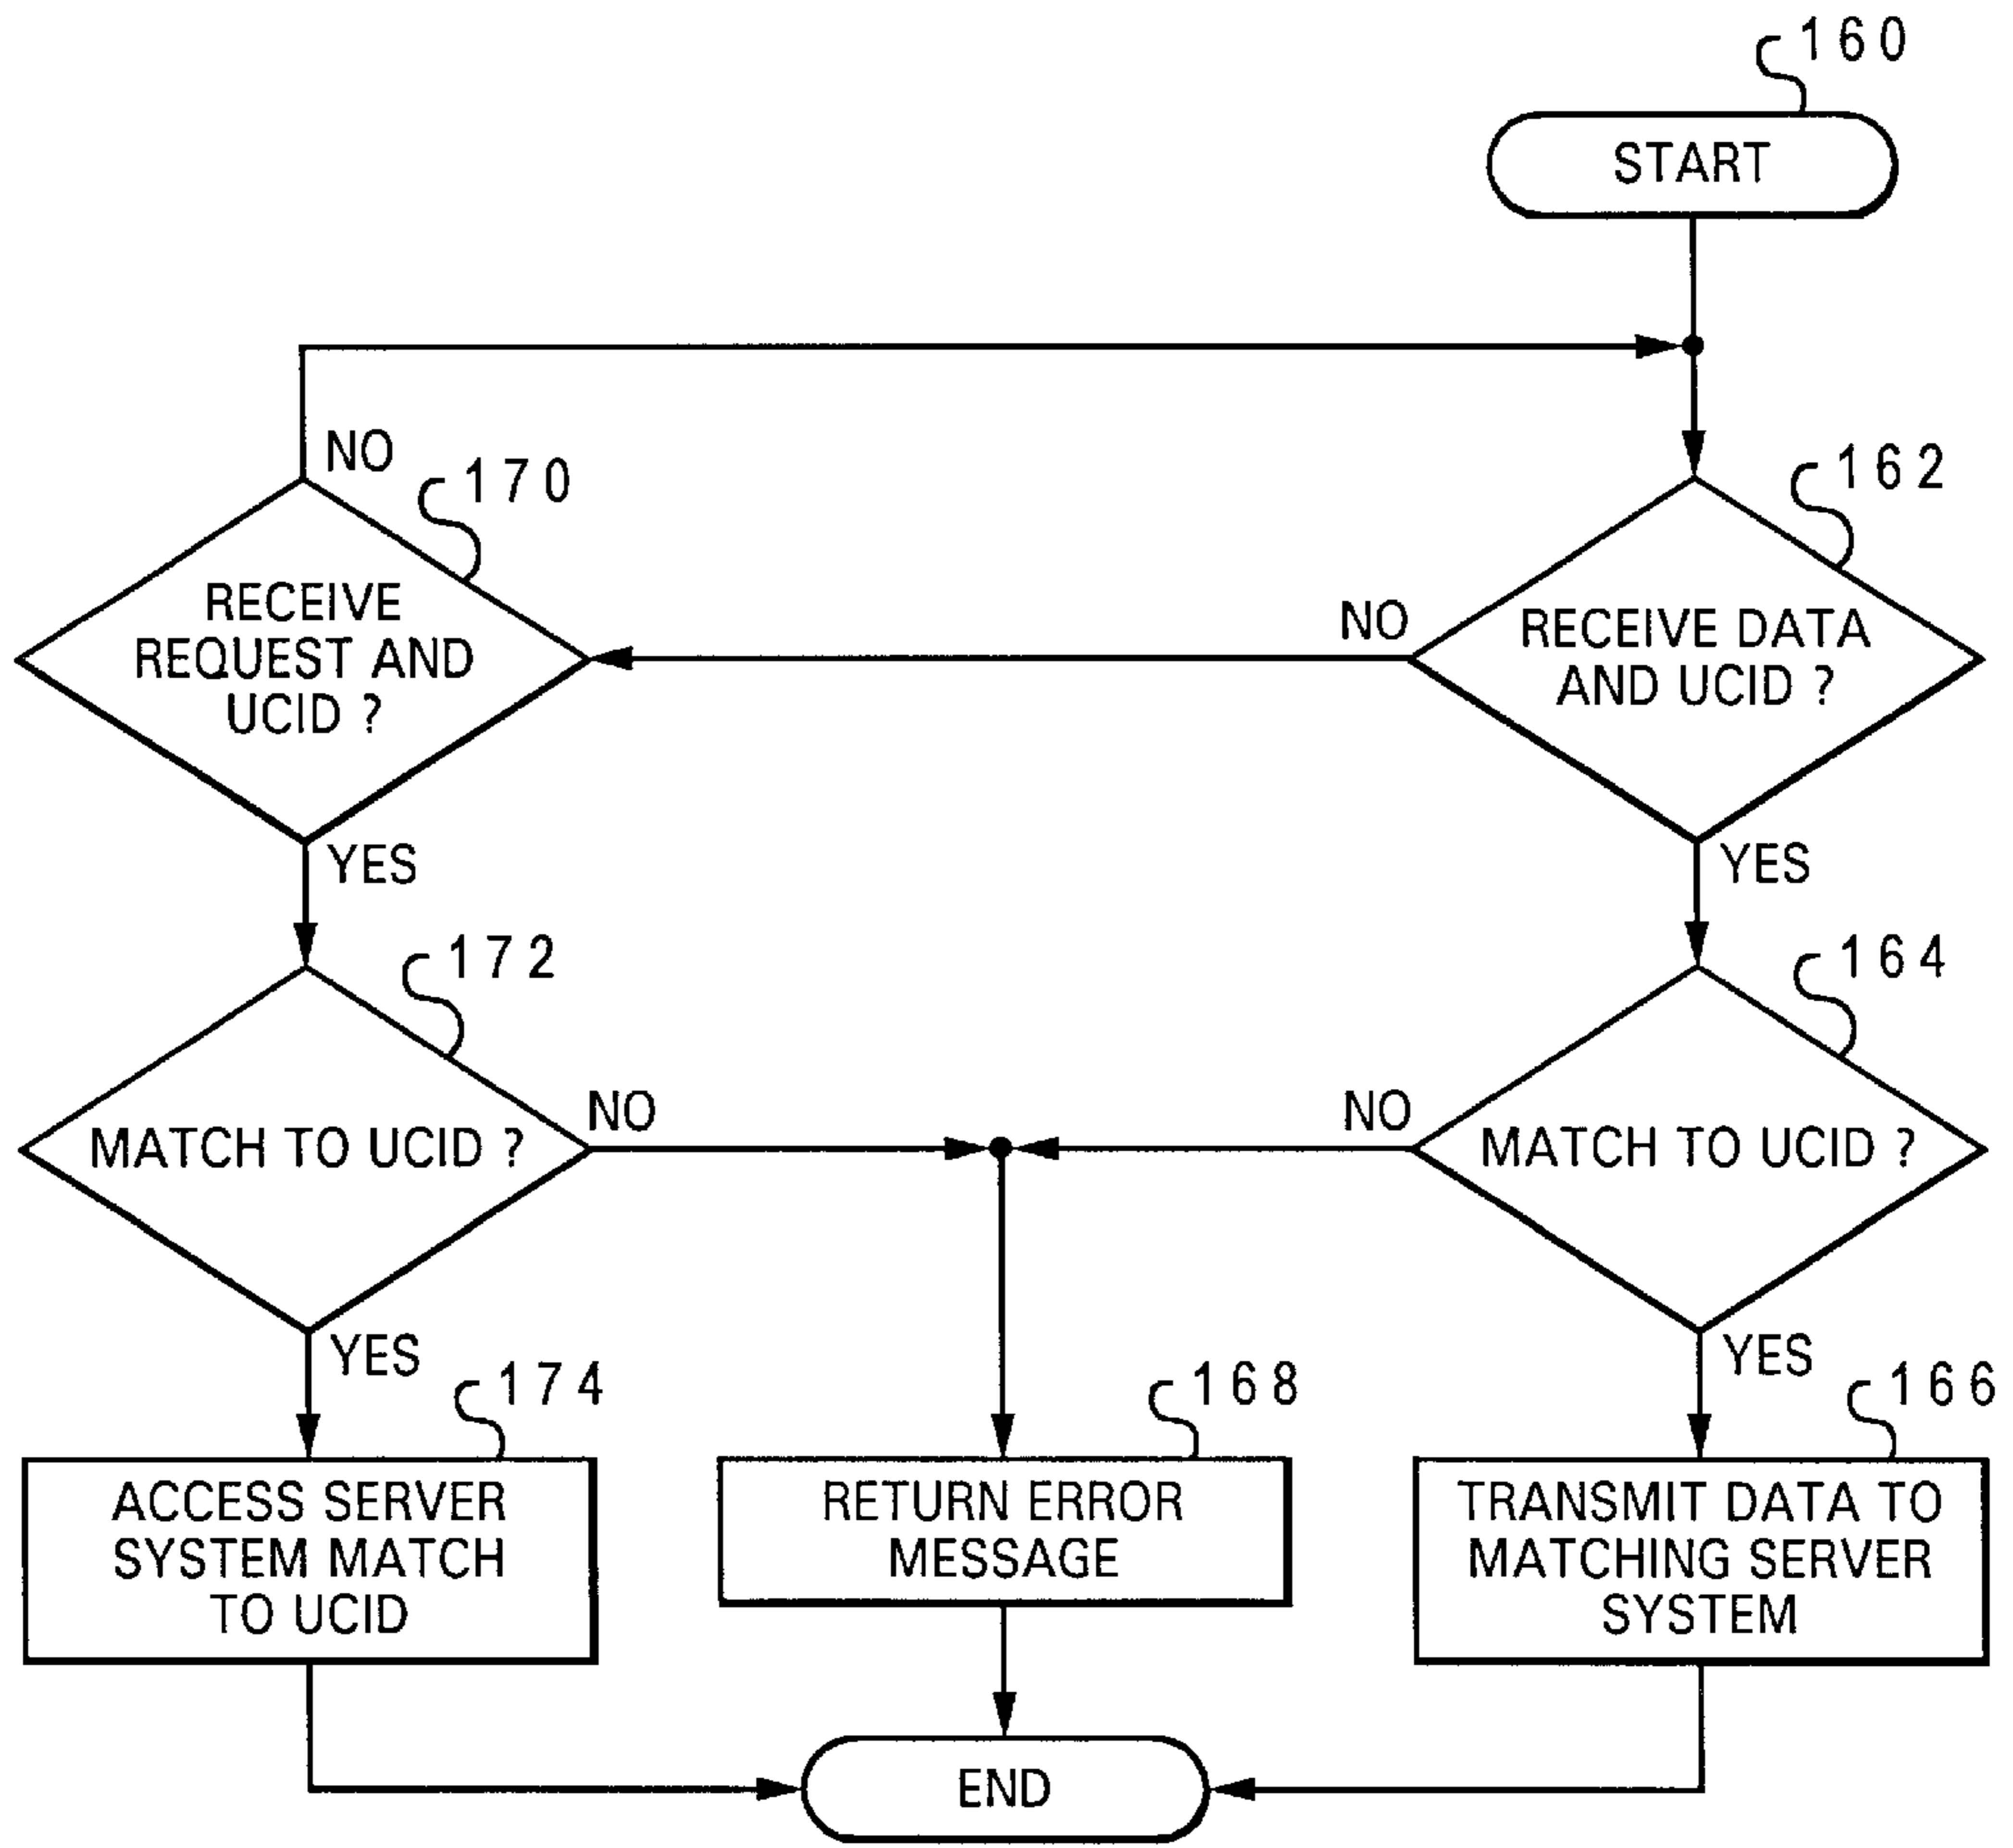 160
START
NO
170
162
RECEIVE
REQUEST AND
UCID ?
NO
RECEIVE DATA
AND UCID ?
YES
YES
172
164
MATCH TO UCID ?
NO
NO
MATCH TO UCID ?
YES
YES
174
168
166
ACCESS SERVER
SYSTEM MATCH
TO UCID
RETURN ERROR
MESSAGE
TRANSMIT DATA TO
MATCHING SERVER
SYSTEM
END